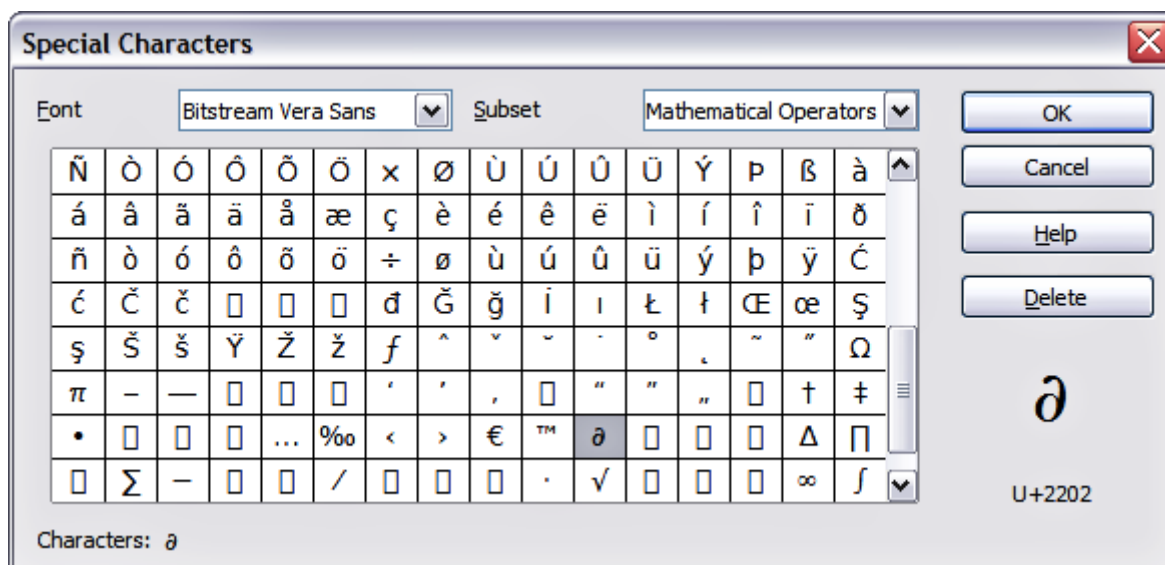 Special Characters
Font Bitstream Vera Sans Subset Mathematical Operators OK
Ñ Ò Ó Ô Õ Ö × Ø Ù Ú Û Ü Ý Þ ß à
Cancel
á â ã ä å æ ç è é ê ë ì í î ï ð
Help
ñ ò ó ô õ ö ÷ ø ù ú û ü ý þ ÿ Ć
ć Č č □ □ □ đ Ğ ğ İ ı Ł ł Œ œ Ş
Delete
ş Š š Ÿ Ž ž ƒ ˆ ˇ ˘ ˙ ˚ ˛ ˜ ˝ Ω
π – — □ □ □ ‘ ’ ‚ □ “ ” „ □ † ‡
∂
• □ □ □ … ‰ ‹ › € ™ ∂ □ □ □ ∆ ∏
□ ∑ − □ □ ∕ □ □ □ ∙ √ □ □ □ ∞ ∫
U+2202
Characters: ∂